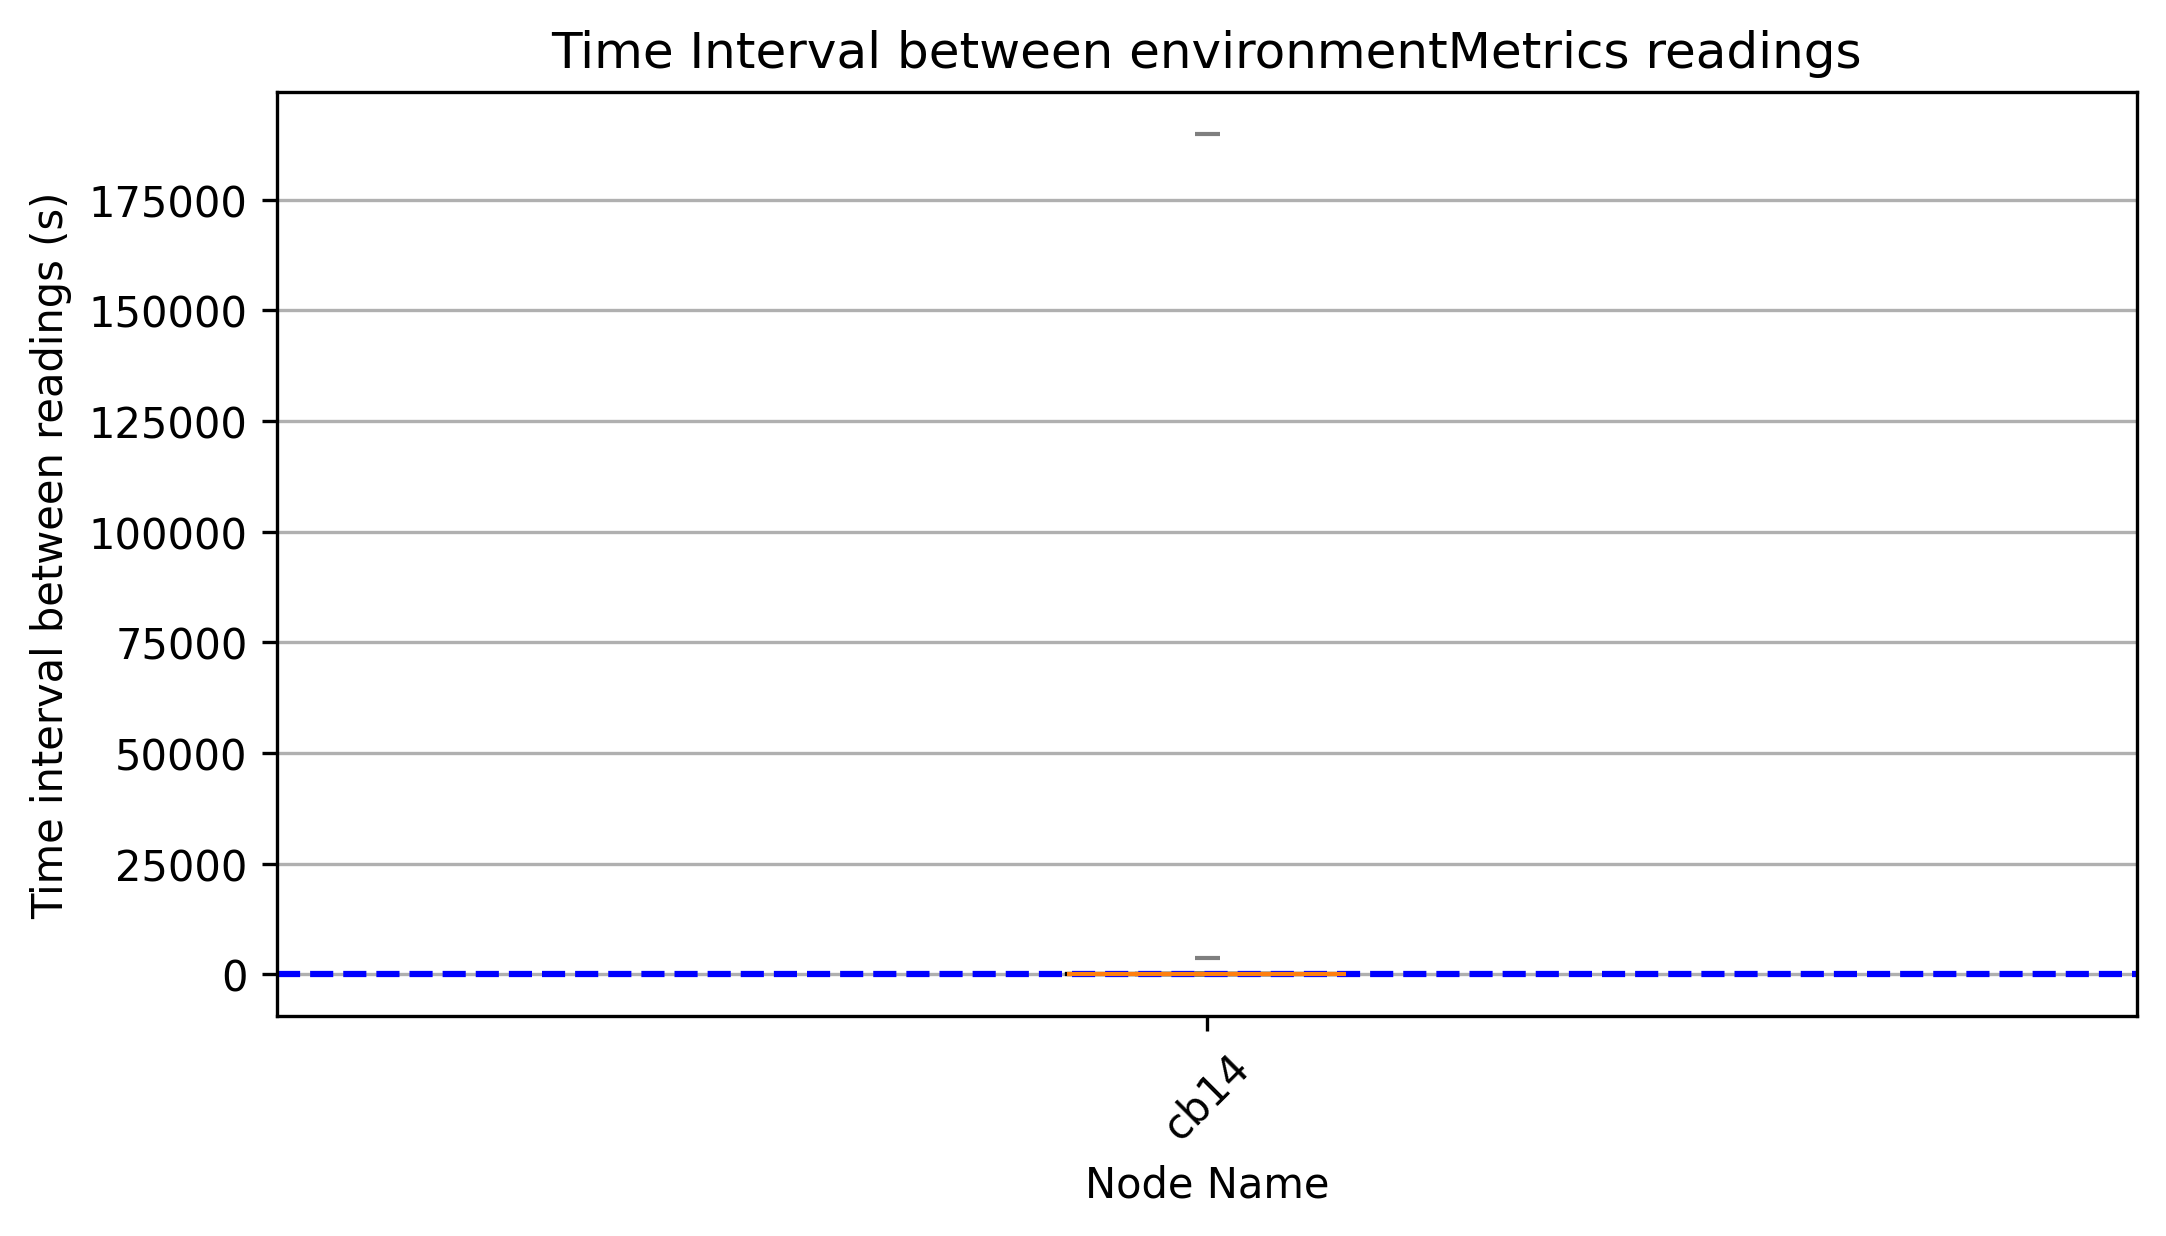 Time Interval between environmentMetrics readings
Time interval between readings (s)
175000
150000
125000
100000
75000
50000
25000
0
cb14
Node Name